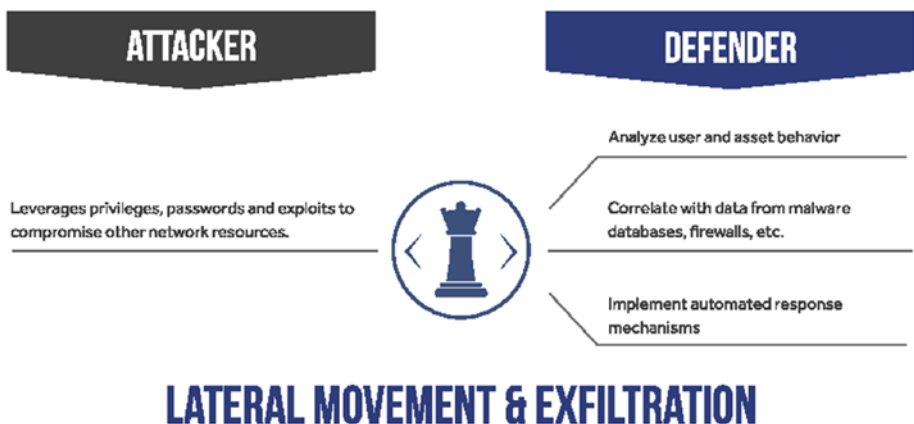 ATTACKER
DEFENDER
Leverages privileges, passwords and exploits to
compromise other network resources.
Analyze user and asset behavior
Correlate with data from malware
databases, firewalls, etc.
Implement automated response
mechanisms
LATERAL MOVEMENT & EXFILTRATION